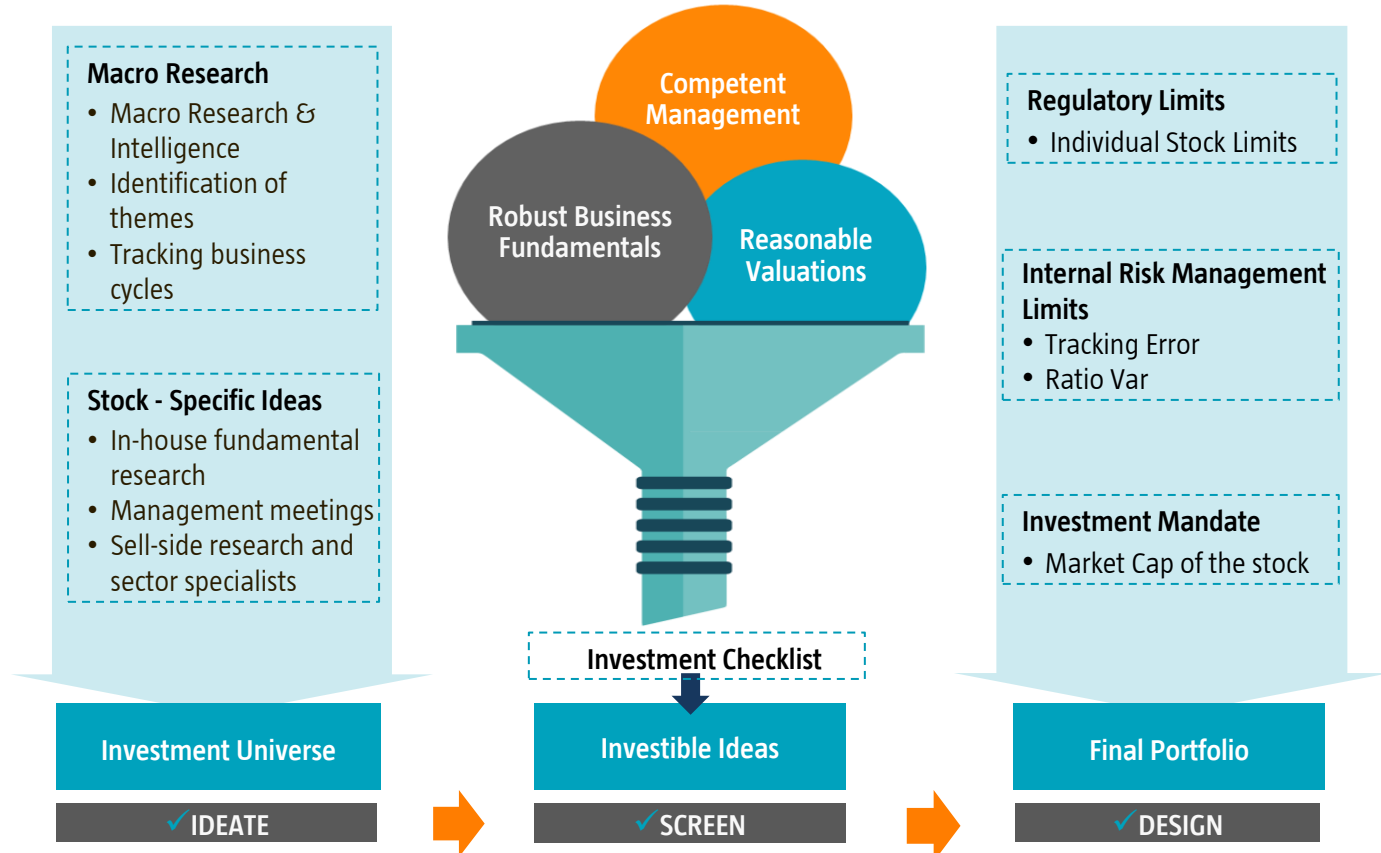 Macro Research
• Macro Research &
Intelligence
• Identification of
themes
• Tracking business
cycles
Stock - Specific Ideas
• In-house fundamental
research
• Management meetings
• Sell-side research and
sector specialists
Investment Universe
✓IDEATE
Competent
Management
Robust Business
Fundamentals
Reasonable
Valuations
Investment Checklist
Investible Ideas
✓SCREEN
Regulatory Limits
• Individual Stock Limits
Internal Risk Management
Limits
• Tracking Error
• Ratio Var
Investment Mandate
• Market Cap of the stock
Final Portfolio
✓DESIGN